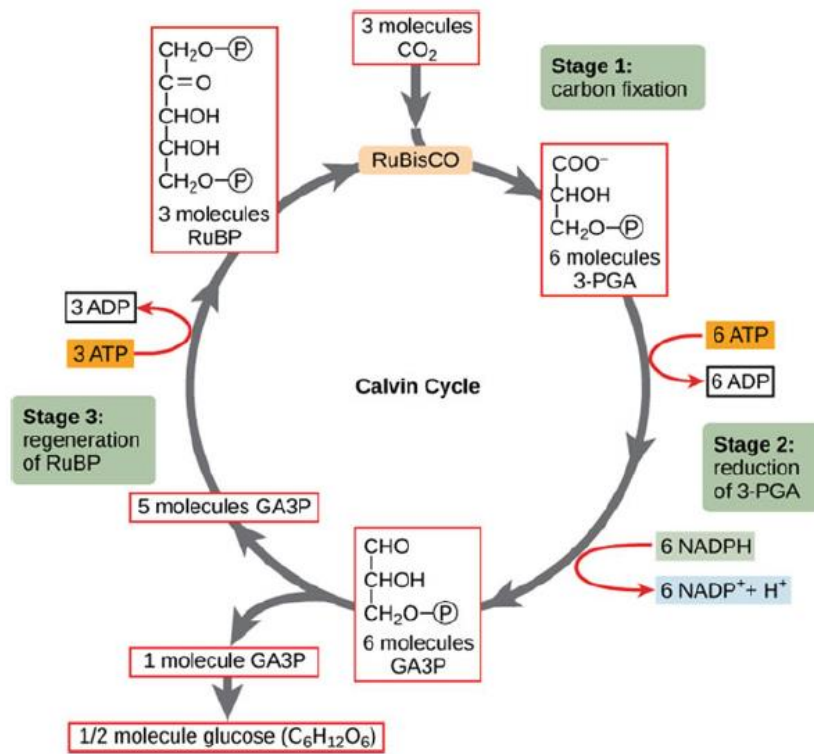 3 molecules
CO₂
Stage 1:
carbon fixation
RuBisCO
CH₂O–Ⓟ
C=O
CHOH
CHOH
CH₂O–Ⓟ
3 molecules
RuBP
COO⁻
CHOH
CH₂O–Ⓟ
6 molecules
3-PGA
3 ADP
3 ATP
6 ATP
6 ADP
Calvin Cycle
Stage 3:
regeneration
of RuBP
Stage 2:
reduction
of 3-PGA
5 molecules GA3P
6 NADPH
6 NADP⁺+ H⁺
CHO
CHOH
CH₂O–Ⓟ
6 molecules
GA3P
1 molecule GA3P
1/2 molecule glucose (C₆H₁₂O₆)